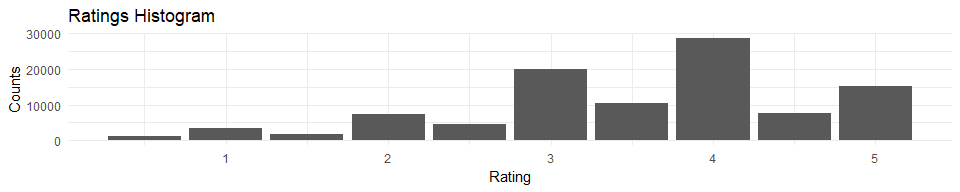 Ratings Histogram
Counts
30000
20000
10000
0
1 2 3 4 5
Rating